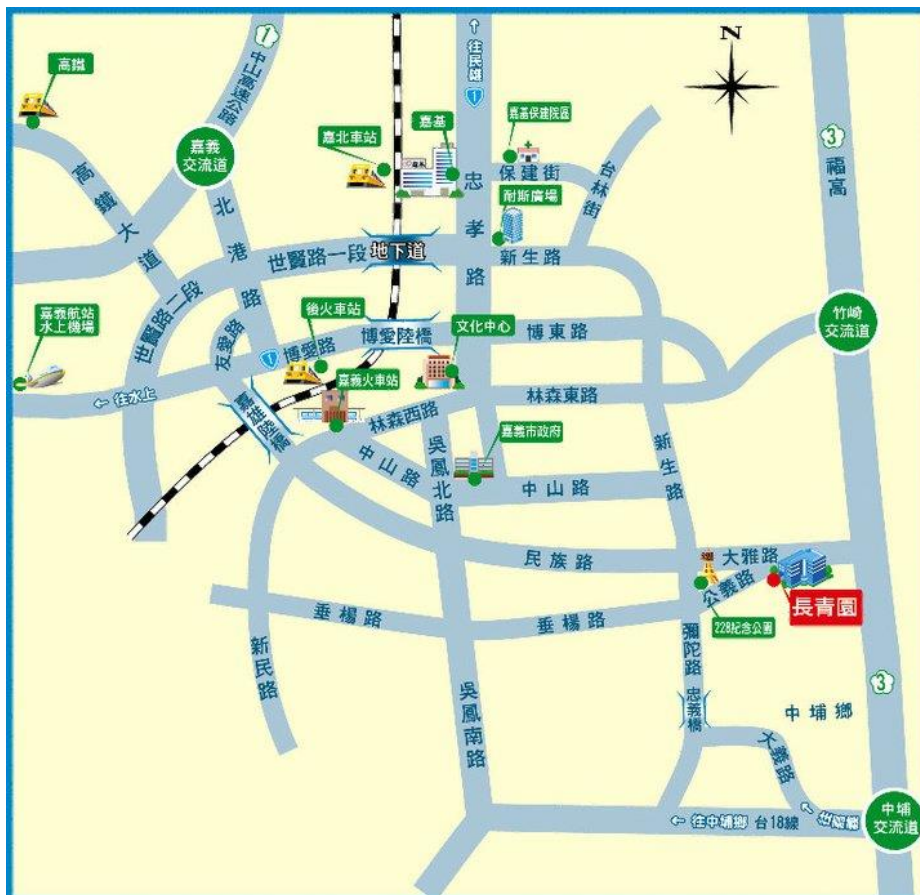 高鐵
1
中山高速公路
往民雄
1
N
3
福高
嘉義
交流道
嘉北車站
嘉基
嘉基保建院區
保建街
台林街
耐斯廣場
高鐵大道
北港路
忠孝路
世賢路一段
地下道
新生路
世賢路二段
友愛路
嘉義航站
水上機場
後火車站
博愛陸橋
文化中心
博東路
竹崎
交流道
1
博愛路
往水上
嘉義火車站
嘉雄陸橋
林森西路
林森東路
吳鳳北路
嘉義市政府
新生路
中山路
中山路
民族路
大雅路
公義路
長青園
228紀念公園
垂楊路
垂楊路
新民路
彌陀路
吳鳳南路
忠義橋
3
中埔鄉
大義路
往中埔鄉 台18線
中埔
交流道